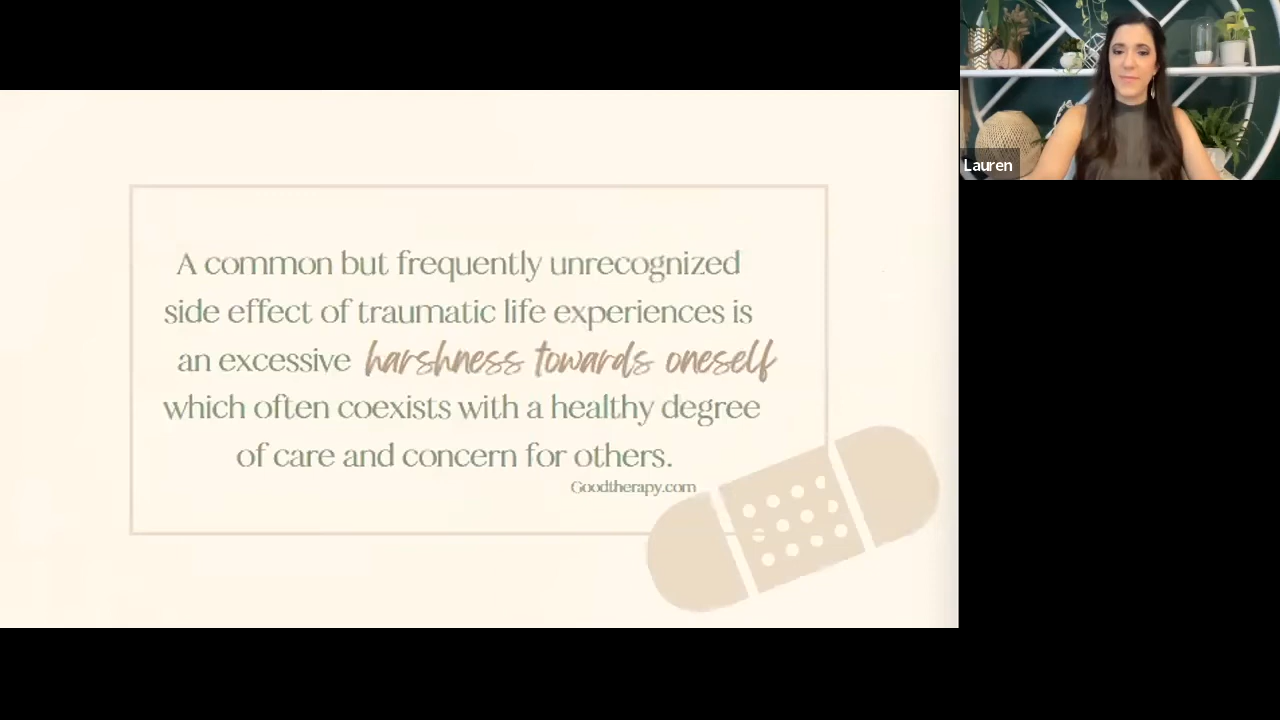 A common but frequently unrecognized
side effect of traumatic life experiences is
an excessive harshness towards oneself
which often coexists with a healthy degree
of care and concern for others.
Goodtherapy.com
Lauren